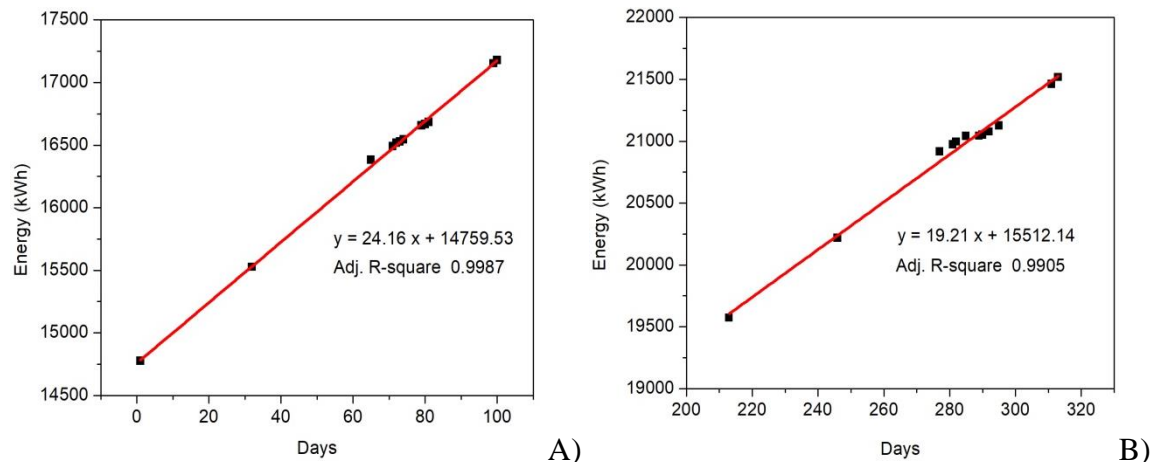 17500
17000
16500
16000
15500
15000
14500
Energy (kWh)
y = 24.16 x + 14759.53
Adj. R-square 0.9987
0 20 40 60 80 100
Days
A)
22000
21500
21000
20500
20000
19500
19000
Energy (kWh)
y = 19.21 x + 15512.14
Adj. R-square 0.9905
200 220 240 260 280 300 320
Days
B)